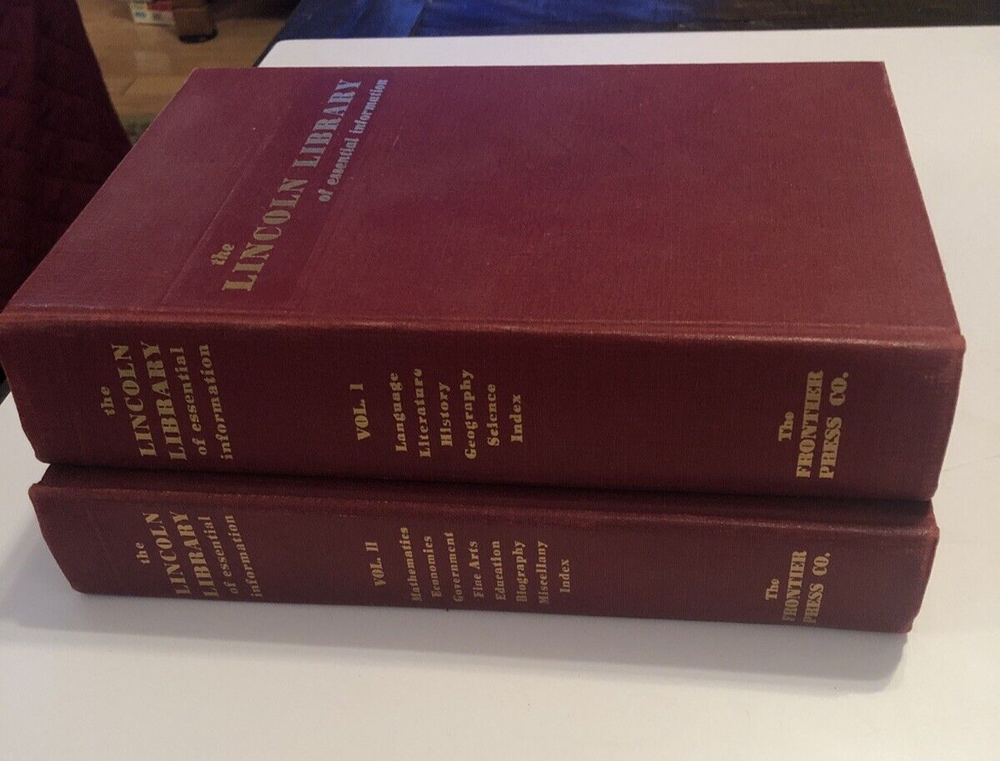 the
LINCOLN LIBRARY
of essential information
the
LINCOLN
LIBRARY
of essential
information
VOL. I
Language
Literature
History
Geography
Science
Index
The
FRONTIER
PRESS CO.
the
LINCOLN
LIBRARY
of essential
information
VOL. II
Mathematics
Economics
Government
Fine Arts
Education
Biography
Miscellany
Index
The
FRONTIER
PRESS CO.